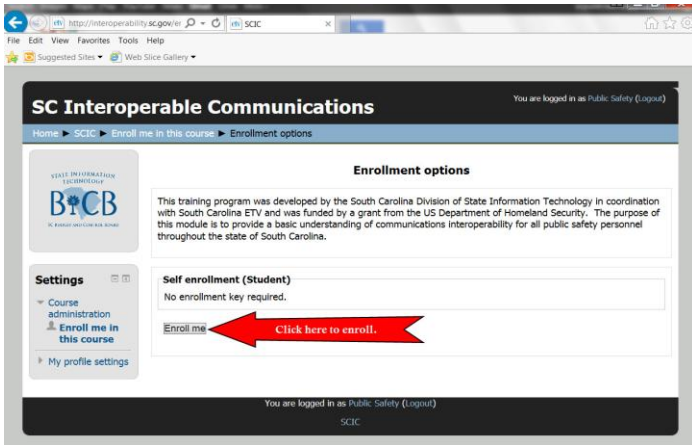 http://interoperability.sc.gov/er
SCIC
File Edit View Favorites Tools Help
Suggested Sites
Web Slice Gallery
SC Interoperable Communications
You are logged in as Public Safety (Logout)
Home ► SCIC ► Enroll me in this course ► Enrollment options
STATE INFORMATION
TECHNOLOGY
BCB
SC BUDGET AND CONTROL BOARD
Enrollment options
This training program was developed by the South Carolina Division of State Information Technology in coordination
with South Carolina ETV and was funded by a grant from the US Department of Homeland Security. The purpose of
this module is to provide a basic understanding of communications interoperability for all public safety personnel
throughout the state of South Carolina.
Settings
Course
administration
Enroll me in
this course
My profile settings
Self enrollment (Student)
No enrollment key required.
Enroll me
Click here to enroll.
You are logged in as Public Safety (Logout)
SCIC